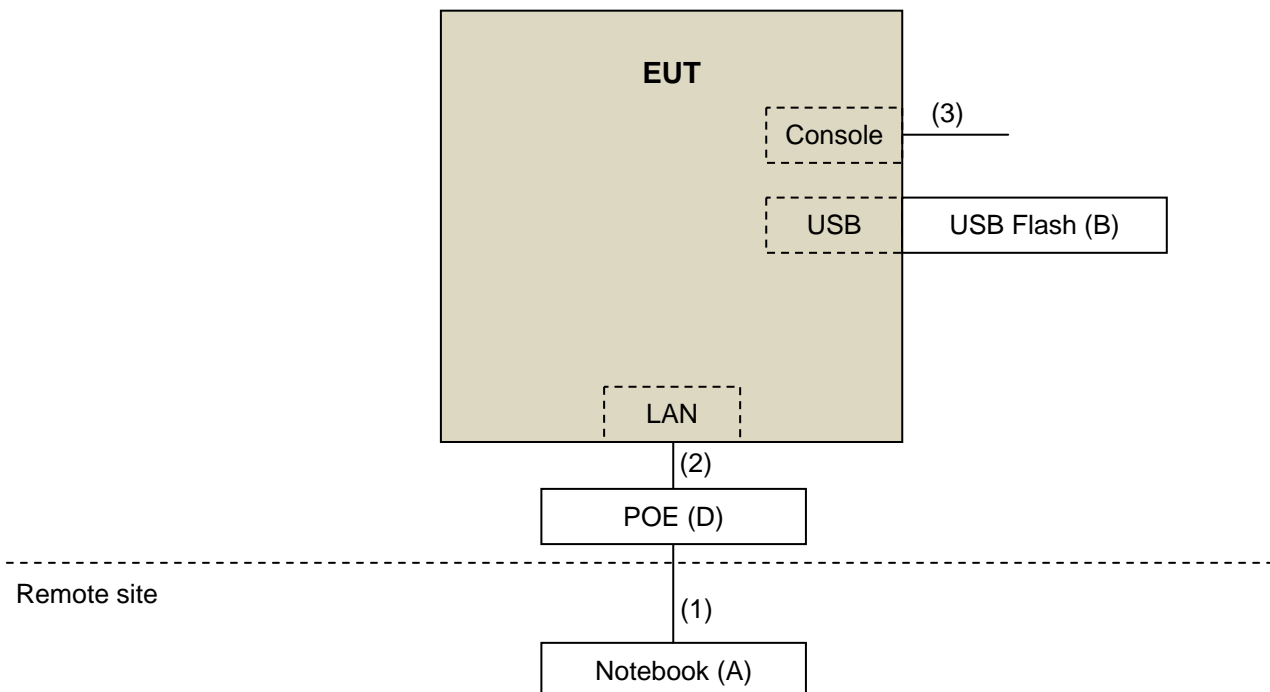 EUT
(3)
Console
USB
USB Flash (B)
LAN
(2)
POE (D)
Remote site
(1)
Notebook (A)